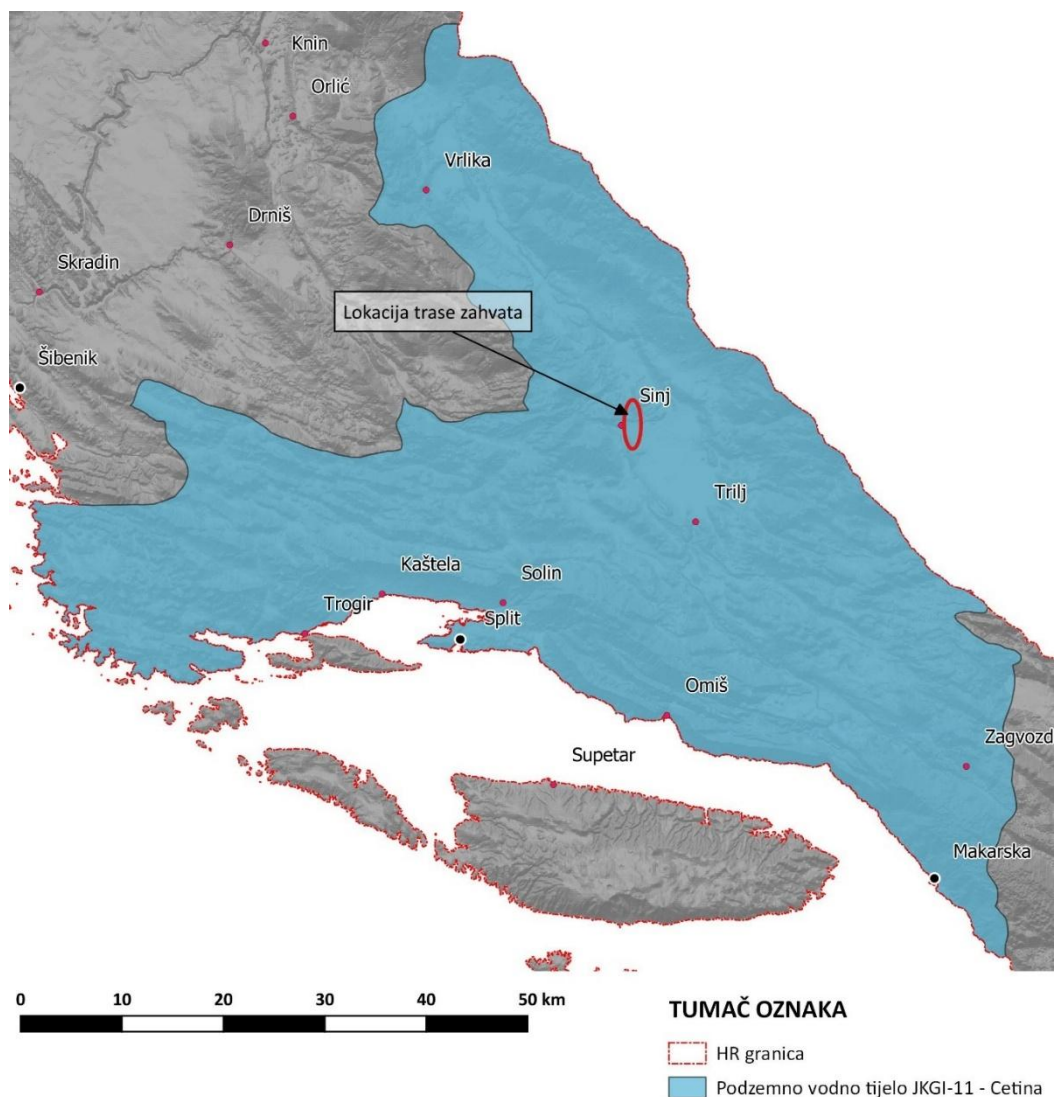 Knin
Orlić
Vrlika
Drniš
Skradin
Lokacija trase zahvata
Šibenik
Sinj
Trilj
Kaštela
Solin
Trogir
Split
Omiš
Zagvozd
Supetar
Makarska
0 10 20 30 40 50 km
TUMAČ OZNAKA
HR granica
Podzemno vodno tijelo JKGI-11 - Cetina